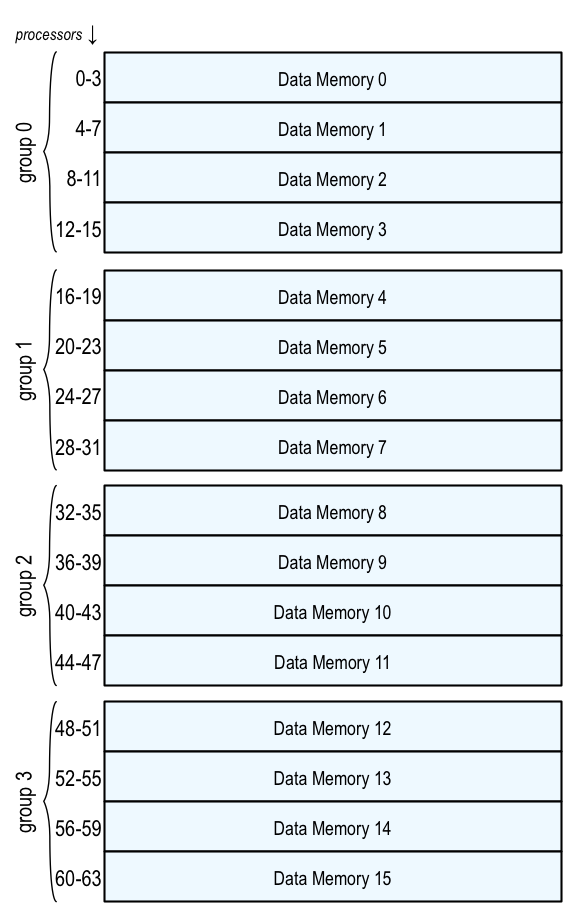 processors ↓
group 0
0-3 Data Memory 0
4-7 Data Memory 1
8-11 Data Memory 2
12-15 Data Memory 3
group 1
16-19 Data Memory 4
20-23 Data Memory 5
24-27 Data Memory 6
28-31 Data Memory 7
group 2
32-35 Data Memory 8
36-39 Data Memory 9
40-43 Data Memory 10
44-47 Data Memory 11
group 3
48-51 Data Memory 12
52-55 Data Memory 13
56-59 Data Memory 14
60-63 Data Memory 15